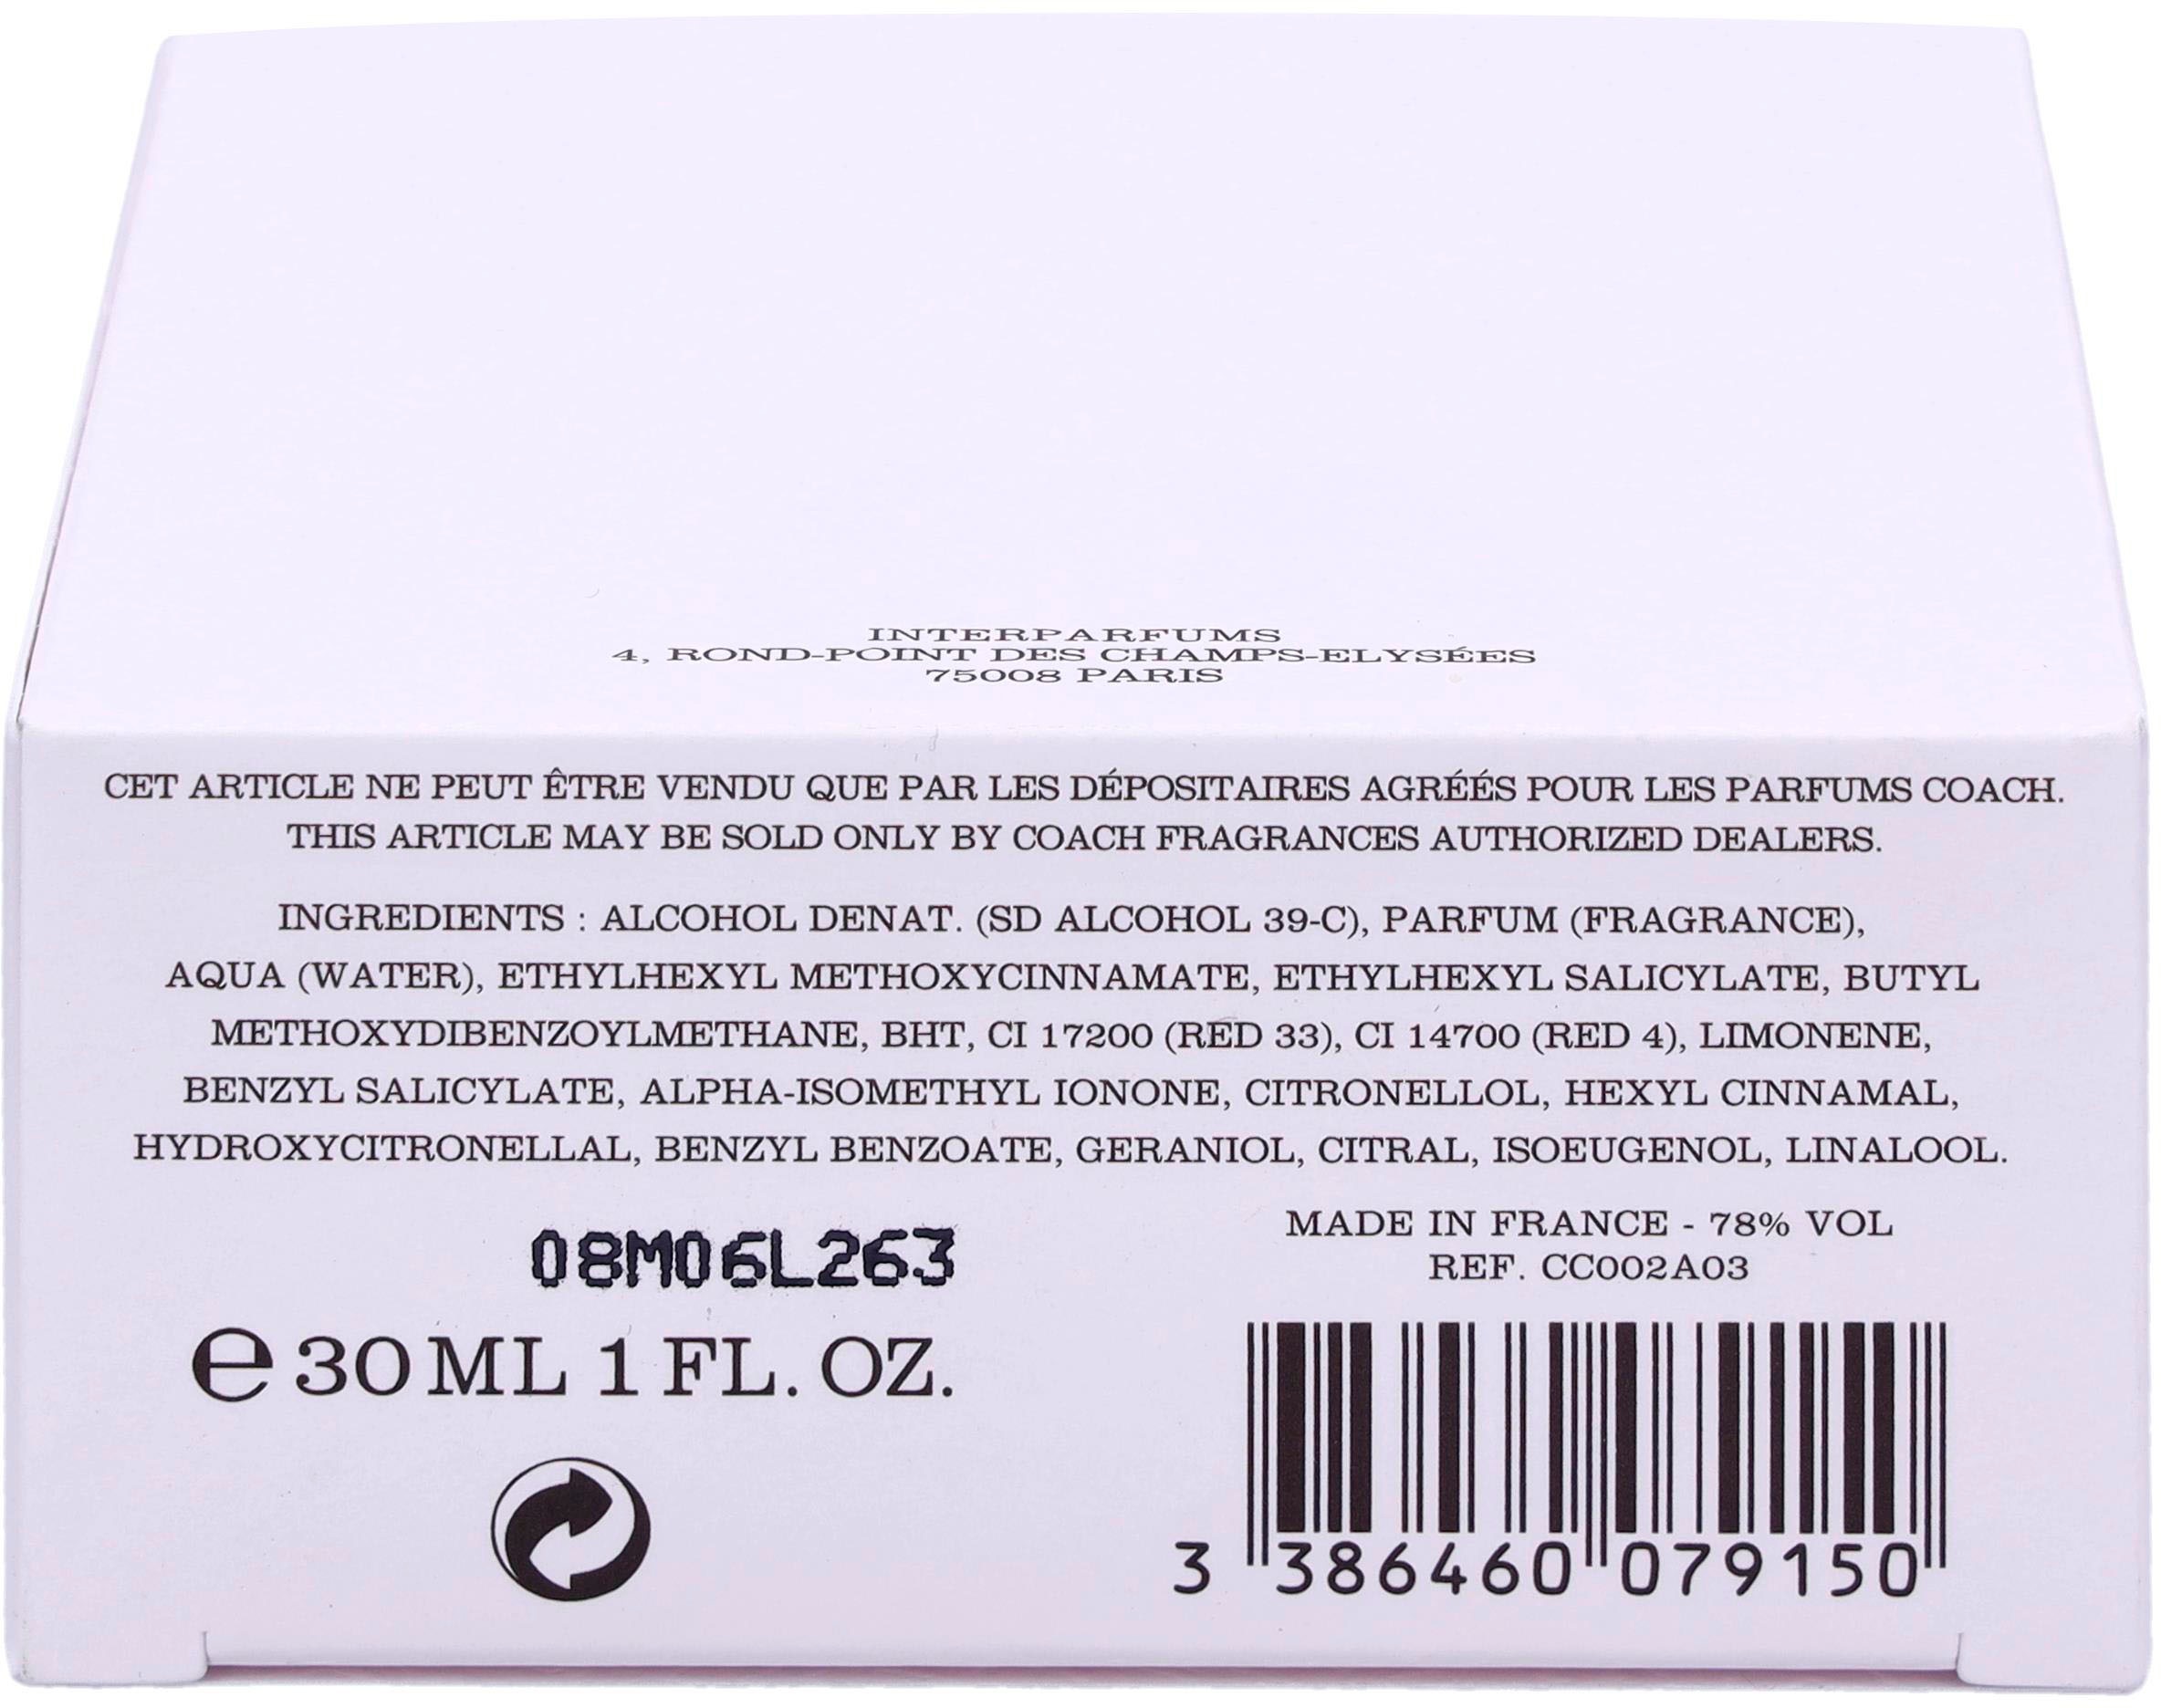 INTERPARFUMS
4, ROND-POINT DES CHAMPS-ELYSÉES
75008 PARIS
CET ARTICLE NE PEUT ÊTRE VENDU QUE PAR LES DÉPOSITAIRES AGRÉÉS POUR LES PARFUMS COACH.
THIS ARTICLE MAY BE SOLD ONLY BY COACH FRAGRANCES AUTHORIZED DEALERS.
INGREDIENTS : ALCOHOL DENAT. (SD ALCOHOL 39-C), PARFUM (FRAGRANCE),
AQUA (WATER), ETHYLHEXYL METHOXYCINNAMATE, ETHYLHEXYL SALICYLATE, BUTYL
METHOXYDIBENZOYLMETHANE, BHT, CI 17200 (RED 33), CI 14700 (RED 4), LIMONENE,
BENZYL SALICYLATE, ALPHA-ISOMETHYL IONONE, CITRONELLOL, HEXYL CINNAMAL,
HYDROXYCITRONELLAL, BENZYL BENZOATE, GERANIOL, CITRAL, ISOEUGENOL, LINALOOL.
08M06L263
e 30 ML 1 FL. OZ.
MADE IN FRANCE - 78% VOL
REF. CC002A03
3 386460 079150